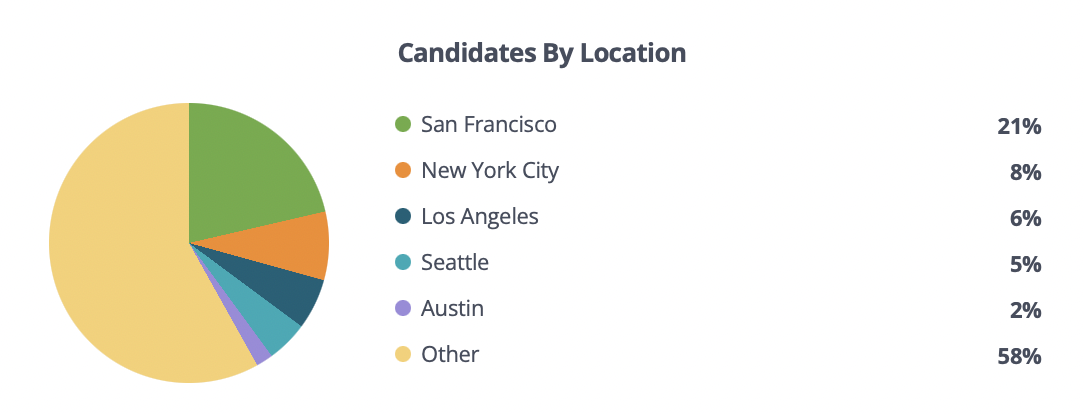 Candidates By Location
San Francisco 21%
New York City 8%
Los Angeles 6%
Seattle 5%
Austin 2%
Other 58%